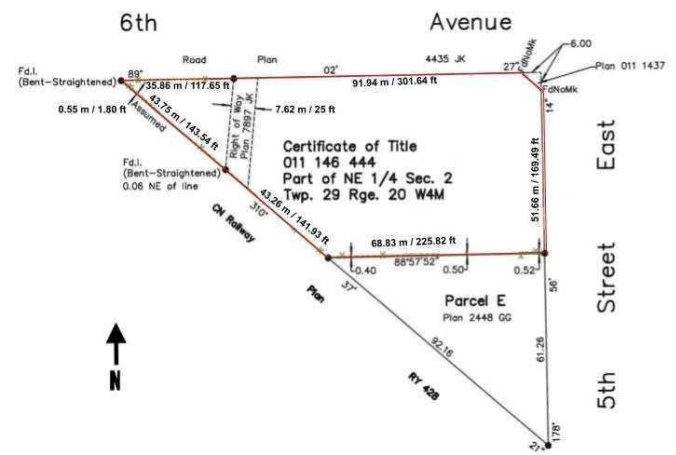 6th Avenue
Road Plan 4435 JK
89° 02' 27"
FdNoMk
6.00
Plan 011 1437
FdNoMk
14"
Fd.I.
(Bent-Straightened)
35.86 m / 117.65 ft
91.94 m / 301.64 ft
0.55 m / 1.80 ft
Assumed
43.75 m / 143.54 ft
Right of Way
Plan 7897 JK
7.62 m / 25 ft
Certificate of Title
011 146 444
Part of NE 1/4 Sec. 2
Twp. 29 Rge. 20 W4M
51.66 m / 169.49 ft
East
Fd.I.
(Bent-Straightened)
0.06 NE of line
43.26 m / 141.93 ft
310°
CN Railway
68.83 m / 225.82 ft
88°57'52"
0.40
0.50
0.52
Street
56'
37'
Plan
Parcel E
Plan 2448 GG
92.16
61.26
N
RY 428
5th
178°
21"